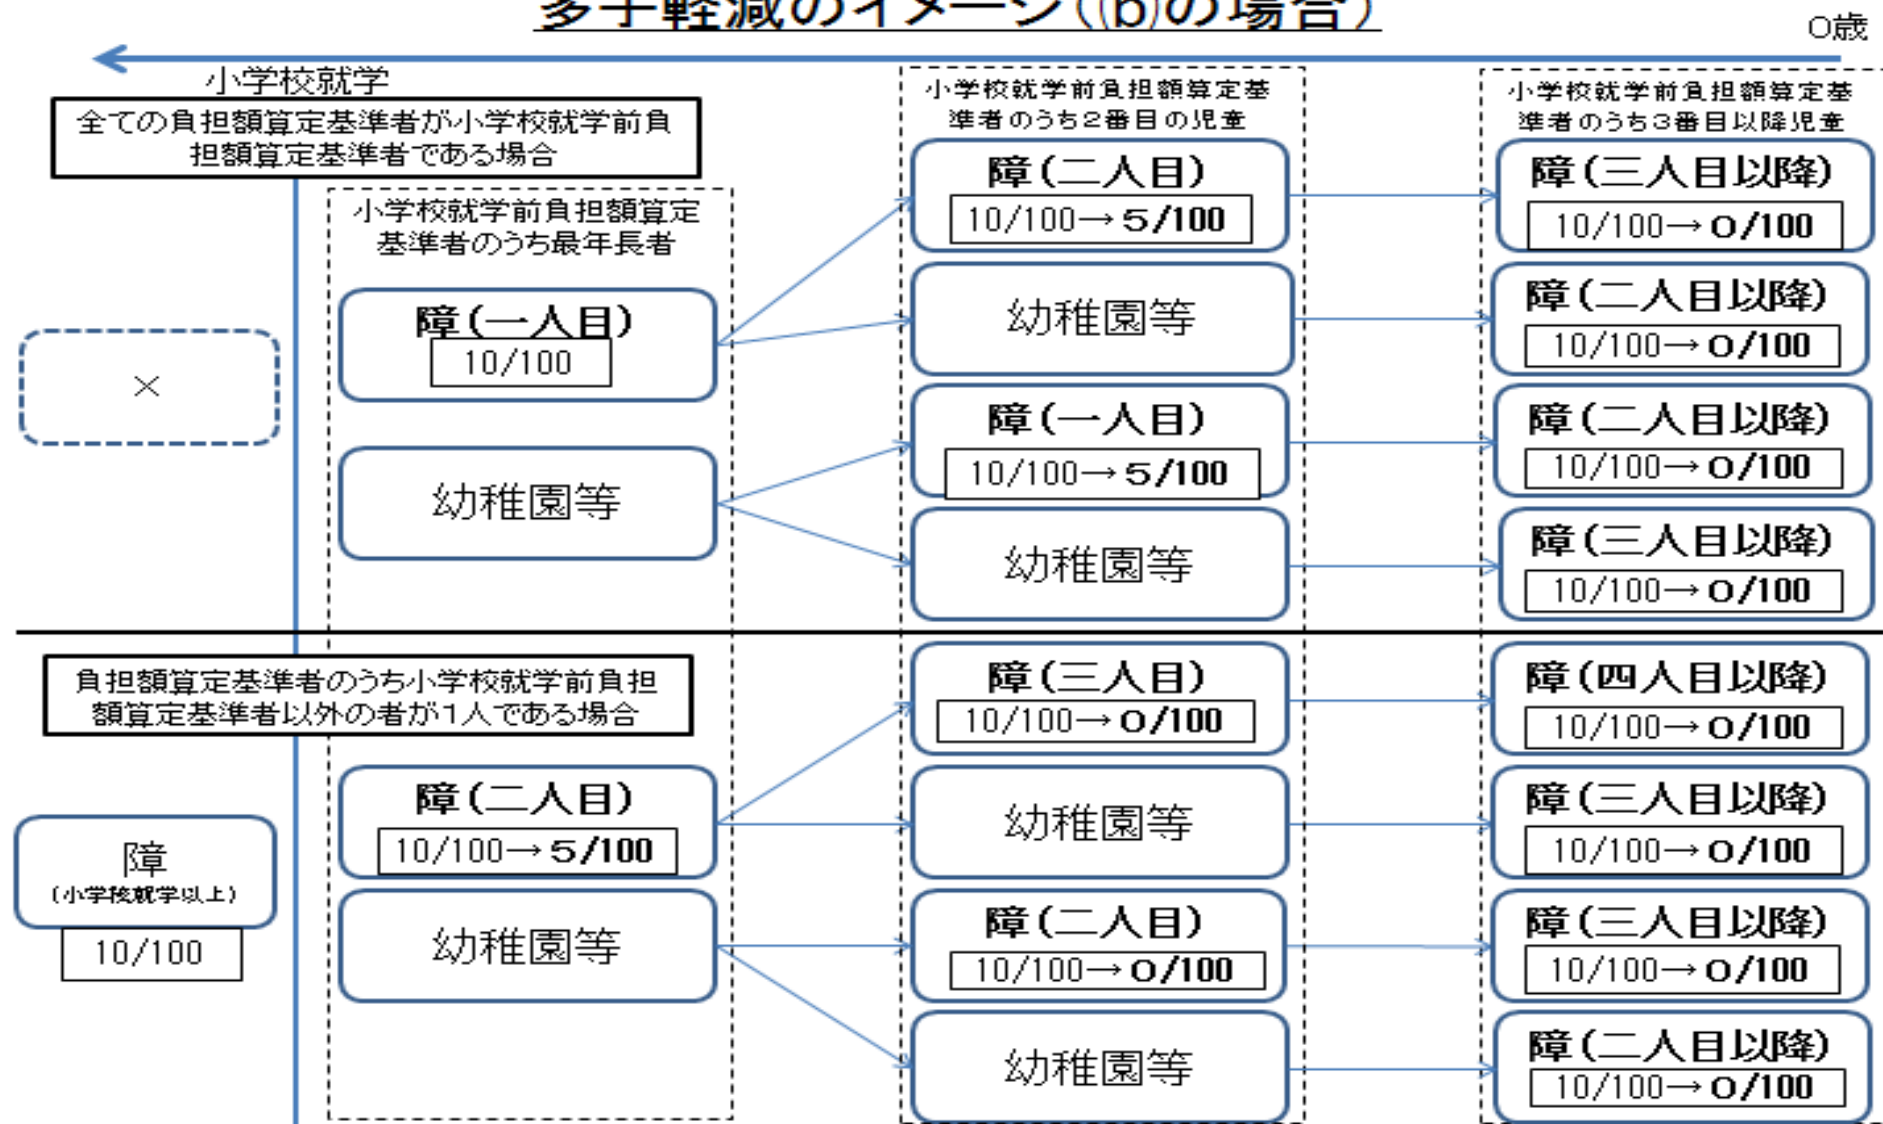 多子軽減のイメージ((b)の場合)
0歳
小学校就学
全ての負担額算定基準者が小学校就学前負
担額算定基準者である場合
小学校就学前負担額算定
基準者のうち最年長者
小学校就学前負担額算定基
準者のうち2番目の児童
小学校就学前負担額算定基
準者のうち3番目以降児童
×
障(一人目)
10/100
幼稚園等
障(二人目)
10/100→5/100
幼稚園等
障(一人目)
10/100→5/100
幼稚園等
障(三人目以降)
10/100→0/100
障(二人目以降)
10/100→0/100
障(二人目以降)
10/100→0/100
障(三人目以降)
10/100→0/100
負担額算定基準者のうち小学校就学前負担
額算定基準者以外の者が1人である場合
障
(小学校就学以上)
10/100
障(二人目)
10/100→5/100
幼稚園等
障(三人目)
10/100→0/100
幼稚園等
障(二人目)
10/100→0/100
幼稚園等
障(四人目以降)
10/100→0/100
障(三人目以降)
10/100→0/100
障(三人目以降)
10/100→0/100
障(二人目以降)
10/100→0/100